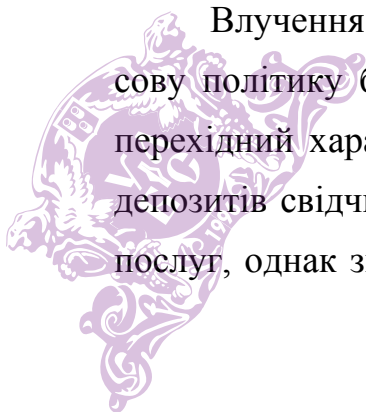 Влучення
сову політику б
перехідний хара
депозитів свідчи
послуг, однак зн